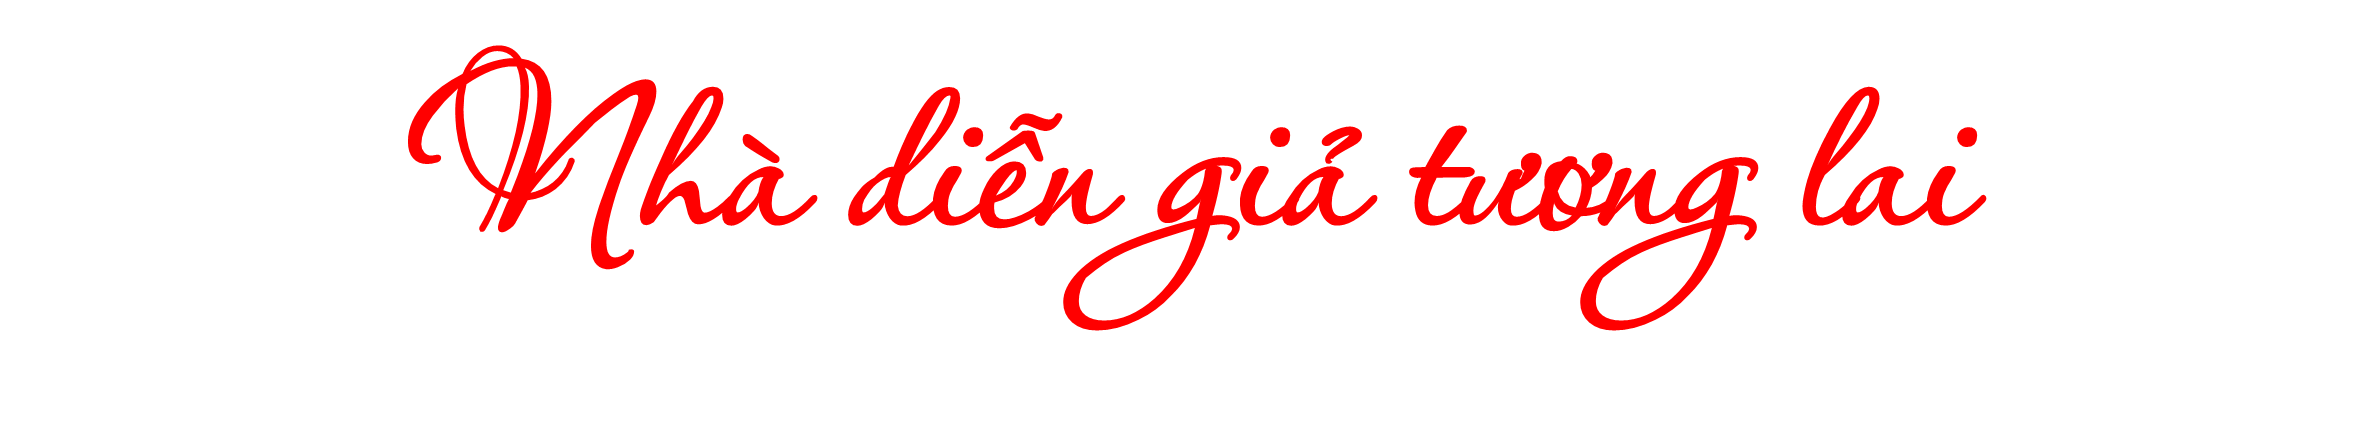 Nhà diễn giả tương lai